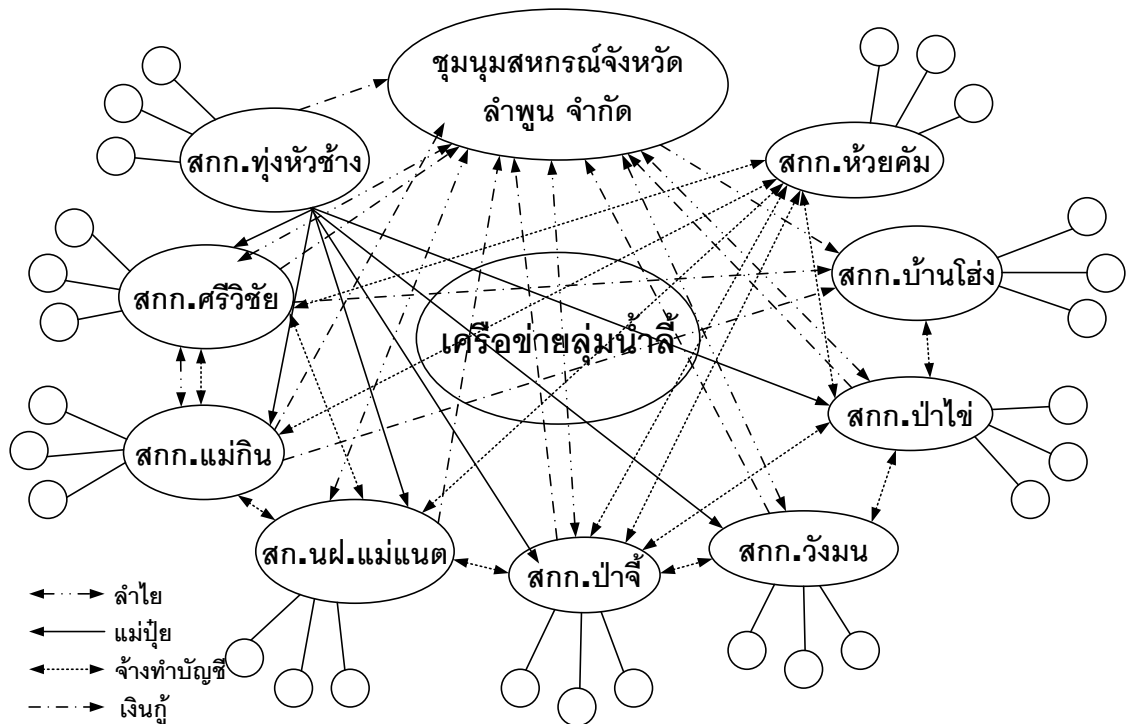 ชุมนุมสหกรณ์จังหวัด
ลำพูน จำกัด
สกก.ทุ่งหัวช้าง
สกก.ห้วยคัม
สกก.ศรีวิชัย
สกก.บ้านโฮ่ง
เครือข่ายลุ่มน้ำลี้
สกก.ป่าไข่
สกก.แม่กิน
สก.นฝ.แม่แนต
สกก.ป่าจี้
สกก.วังมน
ลำไย
แม่ปุ๋ย
จ้างทำบัญชี
เงินกู้